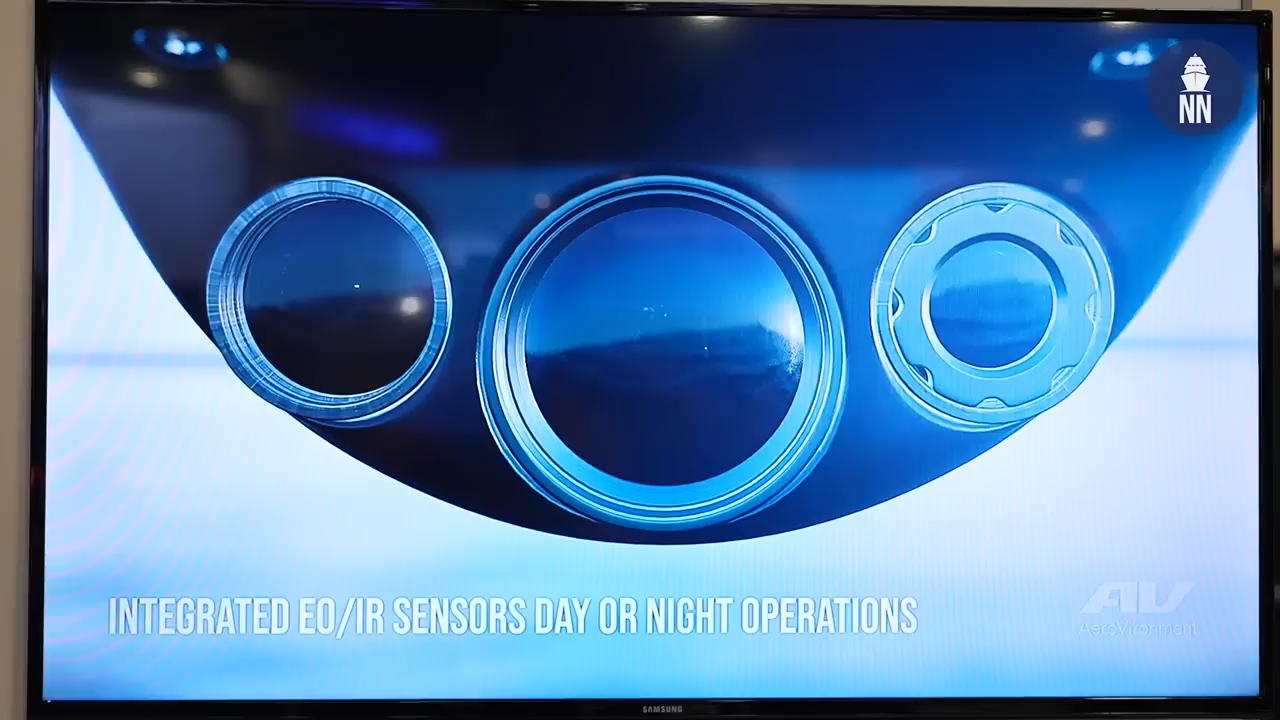 NN
INTEGRATED EO/IR SENSORS DAY OR NIGHT OPERATIONS
AV
AeroVironment
SAMSUNG